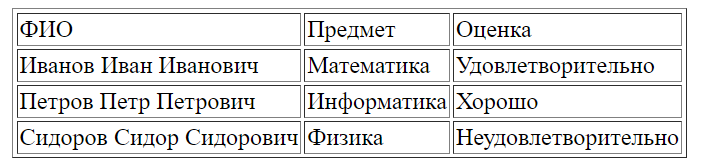 ФИО Предмет Оценка
Иванов Иван Иванович Математика Удовлетворительно
Петров Петр Петрович Информатика Хорошо
Сидоров Сидор Сидорович Физика Неудовлетворительно